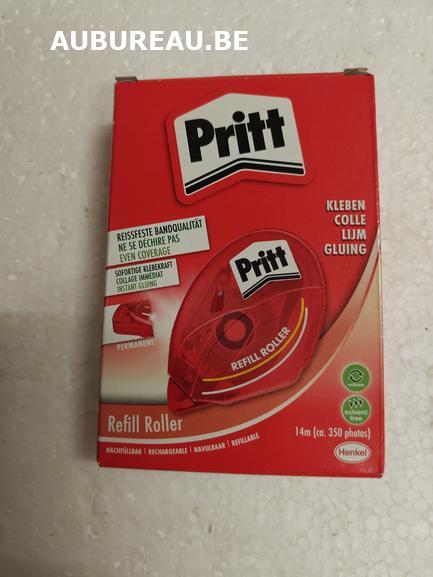 AUBUREAU.BE
Pritt
KLEBEN
COLLE
LIJM
GLUING
REISSFESTE BANDQUALITÄT
NE SE DÉCHIRE PAS
EVEN COVERAGE
SOFORTIGE KLEBEKRAFT
COLLAGE IMMÉDIAT
INSTANT GLUING
PERMANENT
Pritt
REFILL ROLLER
solvent
free
Refill Roller
14m (ca. 350 photos)
NACHFÜLLBAR | RECHARGEABLE | NAVULBAAR | REFILLABLE
Henkel